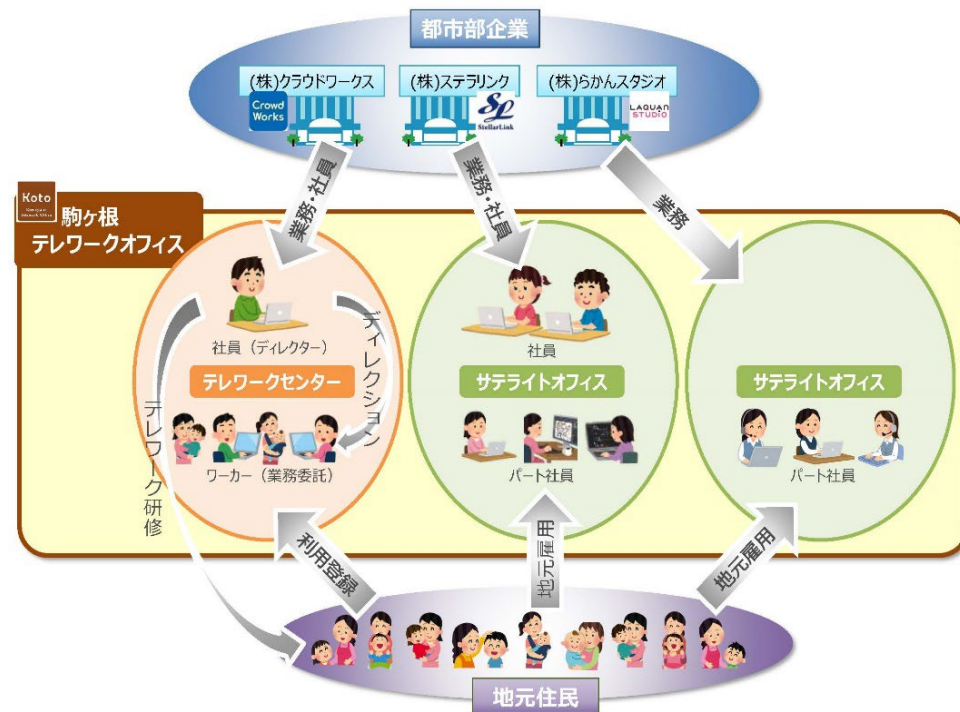 都市部企業
(株)クラウドワークス
(株)ステラリンク
(株)らかんスタジオ
Crowd
Works
SL
StellarLink
LAQUAN
STUDIO
業務・社員
業務・社員
業務
Koto
駒ヶ根
テレワークオフィス
社員（ディレクター）
ディレクション
テレワークセンター
ワーカー（業務委託）
テレワーク研修
社員
サテライトオフィス
パート社員
サテライトオフィス
パート社員
利用登録
地元雇用
地元雇用
地元住民